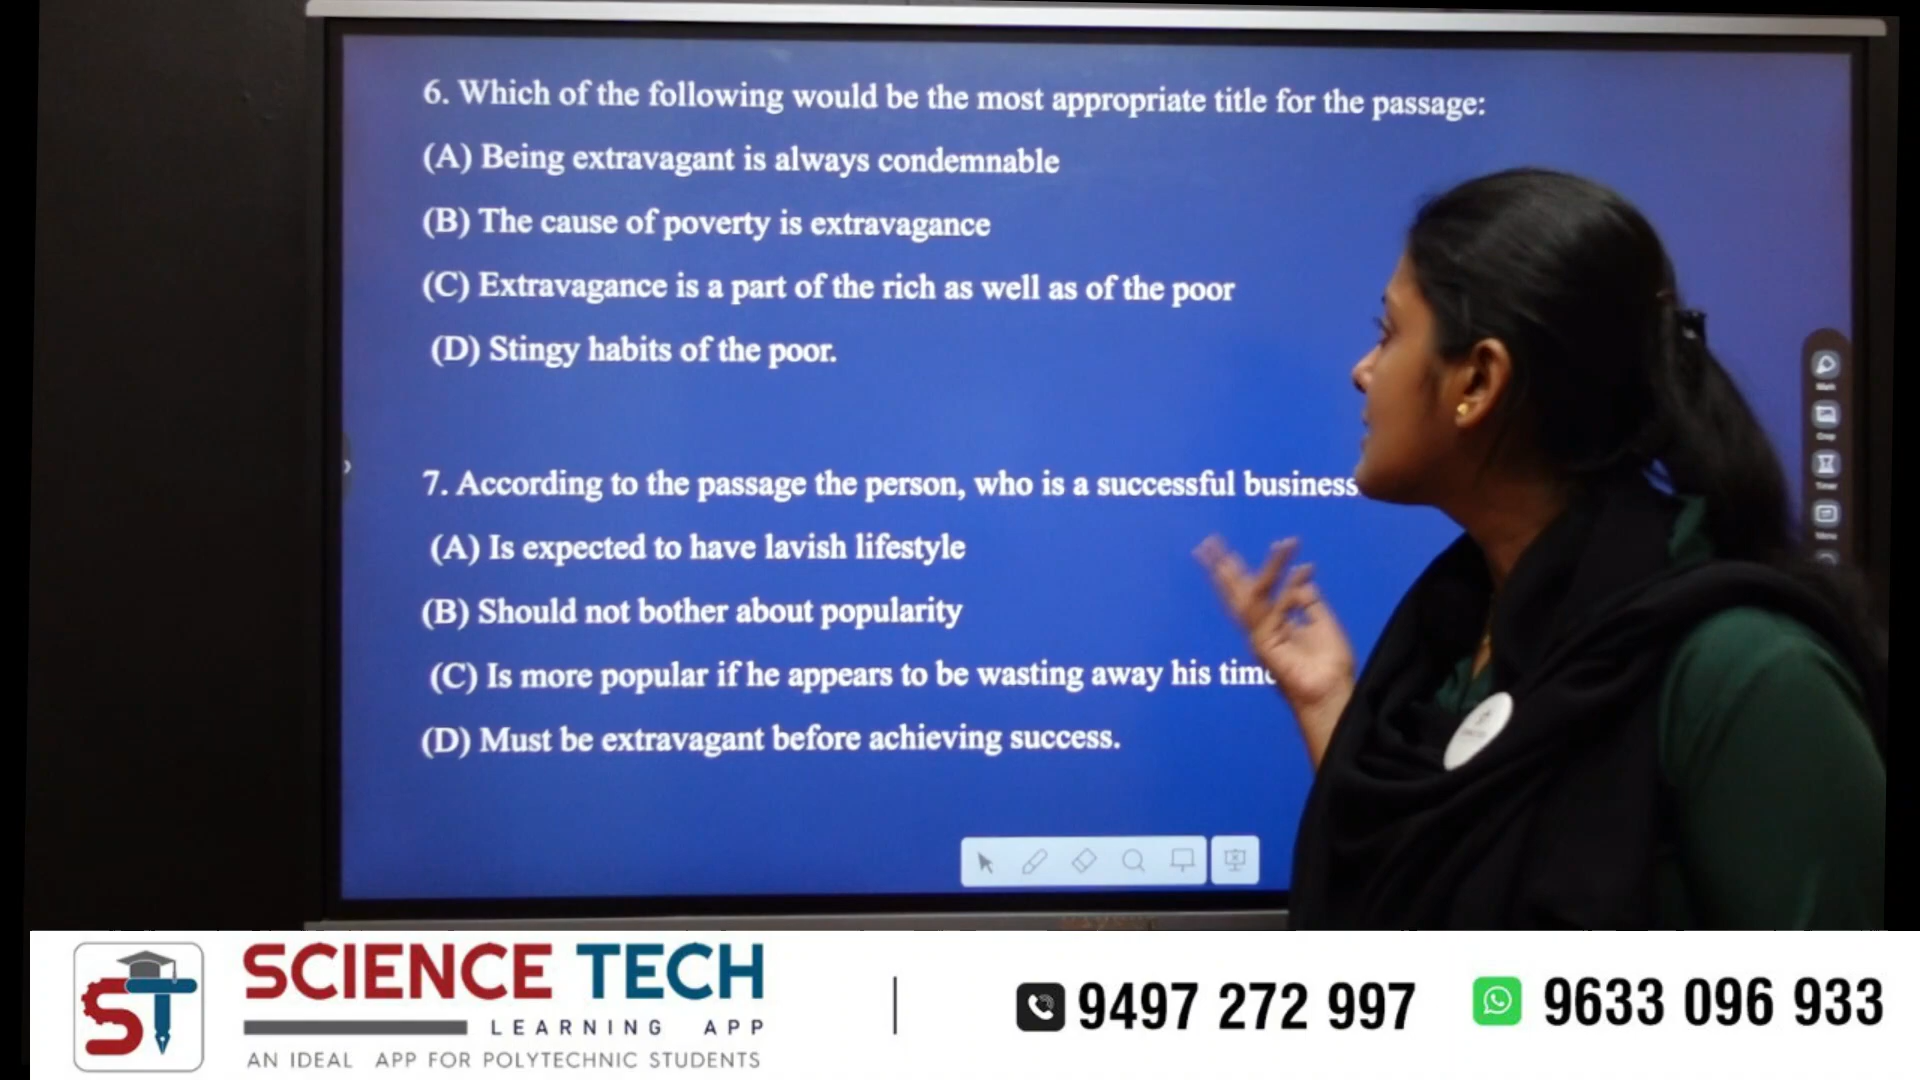 6. Which of the following would be the most appropriate title for the passage:
(A) Being extravagant is always condemnable
(B) The cause of poverty is extravagance
(C) Extravagance is a part of the rich as well as of the poor
(D) Stingy habits of the poor.
7. According to the passage the person, who is a successful business
(A) Is expected to have lavish lifestyle
(B) Should not bother about popularity
(C) Is more popular if he appears to be wasting away his time
(D) Must be extravagant before achieving success.
ST
SCIENCE TECH
LEARNING APP
AN IDEAL APP FOR POLYTECHNIC STUDENTS
9497 272 997
9633 096 933